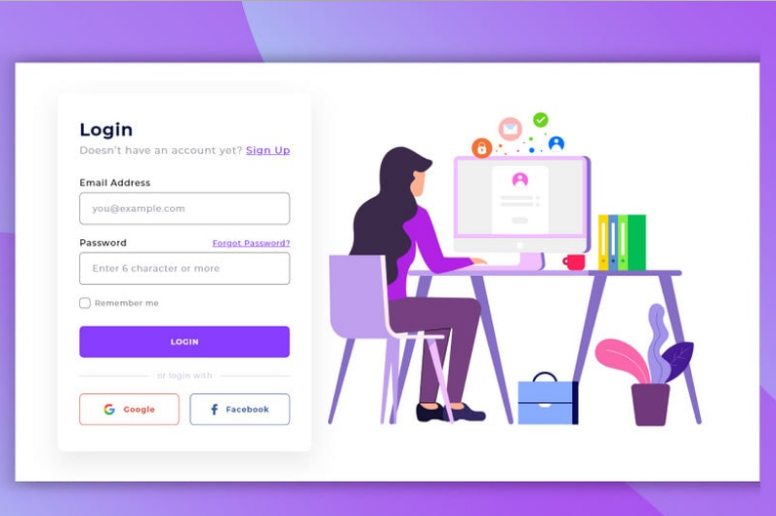 Login
Doesn't have an account yet? Sign Up
Email Address
you@example.com
Password Forgot Password?
Enter 6 character or more
Remember me
LOGIN
or login with
Google Facebook